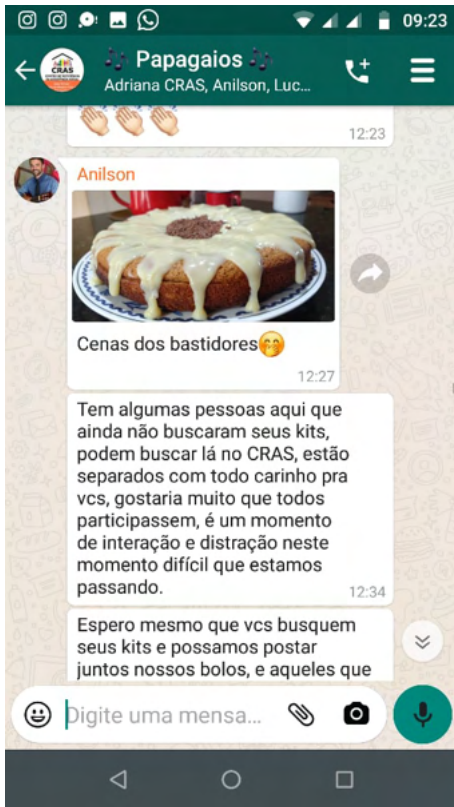 09:23
CRAS
🎶 Papagaios 🎶
Adriana CRAS, Anilson, Luc...
👏🏻👏🏻👏🏻
12:23
Anilson
Cenas dos bastidores🤭
12:27
Tem algumas pessoas aqui que
ainda não buscaram seus kits,
podem buscar lá no CRAS, estão
separados com todo carinho pra
vcs, gostaria muito que todos
participassem, é um momento
de interação e distração neste
momento difícil que estamos
passando.
12:34
Espero mesmo que vcs busquem
seus kits e possamos postar
juntos nossos bolos, e aqueles que
Digite uma mensa...